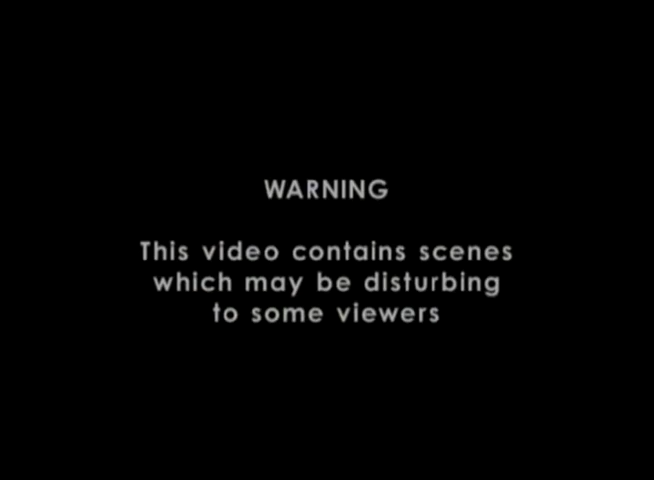 WARNING
This video contains scenes
which may be disturbing
to some viewers